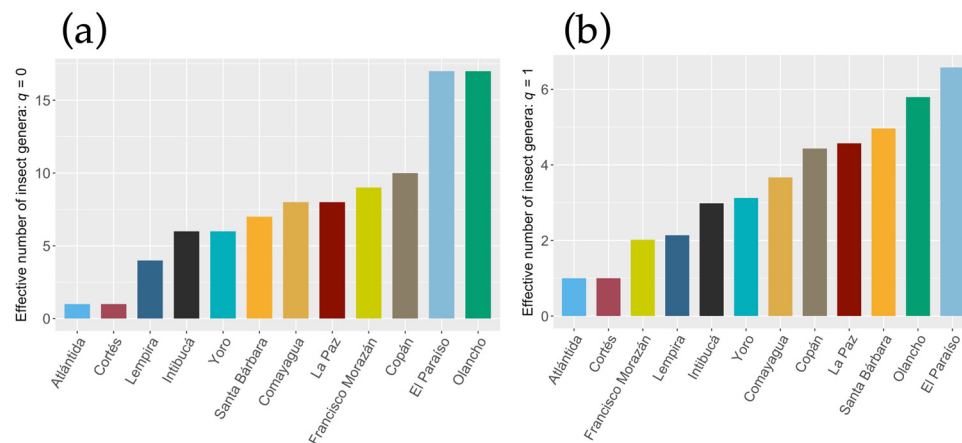 (a)
Effective number of insect genera: q = 0
15
10
5
0
Atlántida
Cortés
Lempira
Intibucá
Yoro
Santa Bárbara
Comayagua
La Paz
Francisco Morazán
Copán
El Paraíso
Olancho
(b)
Effective number of insect genera: q = 1
6
4
2
0
Atlántida
Cortés
Francisco Morazán
Lempira
Intibucá
Yoro
Comayagua
Copán
La Paz
Santa Bárbara
Olancho
El Paraíso